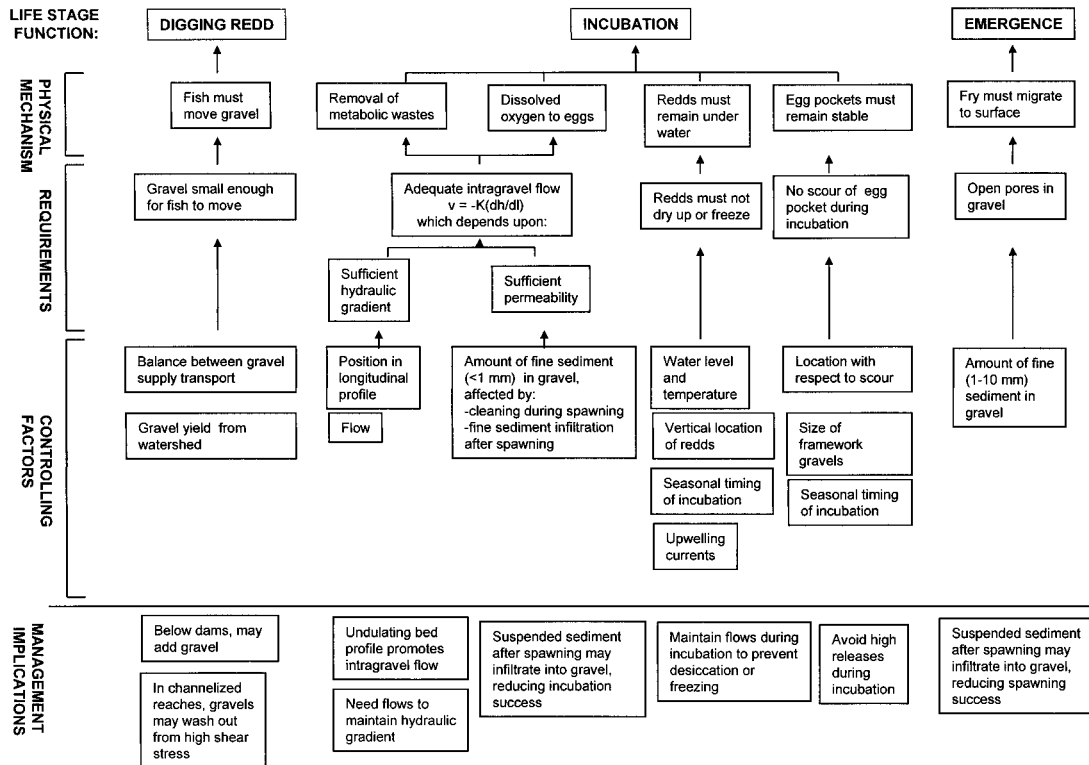 LIFE STAGE
FUNCTION:
DIGGING REDD
INCUBATION
EMERGENCE
PHYSICAL
MECHANISM
Fish must
move gravel
Removal of
metabolic wastes
Dissolved
oxygen to eggs
Redds must
remain under
water
Egg pockets must
remain stable
Fry must migrate
to surface
REQUIREMENTS
Gravel small enough
for fish to move
Adequate intragravel flow
v = -K(dh/dl)
which depends upon:
Redds must not
dry up or freeze
No scour of egg
pocket during
incubation
Open pores in
gravel
Sufficient
hydraulic
gradient
Sufficient
permeability
CONTROLLING
FACTORS
Balance between gravel
supply transport
Gravel yield from
watershed
Position in
longitudinal
profile
Flow
Amount of fine sediment
(<1 mm) in gravel,
affected by:
-cleaning during spawning
-fine sediment infiltration
after spawning
Water level
and
temperature
Vertical location
of redds
Seasonal timing
of incubation
Upwelling
currents
Location with
respect to scour
Size of
framework
gravels
Seasonal timing
of incubation
Amount of fine
(1-10 mm)
sediment in
gravel
MANAGEMENT
IMPLICATIONS
Below dams, may
add gravel
In channelized
reaches, gravels
may wash out
from high shear
stress
Undulating bed
profile promotes
intragravel flow
Need flows to
maintain hydraulic
gradient
Suspended sediment
after spawning may
infiltrate into gravel,
reducing incubation
success
Maintain flows during
incubation to prevent
desiccation or
freezing
Avoid high
releases
during
incubation
Suspended sediment
after spawning may
infiltrate into gravel,
reducing spawning
success